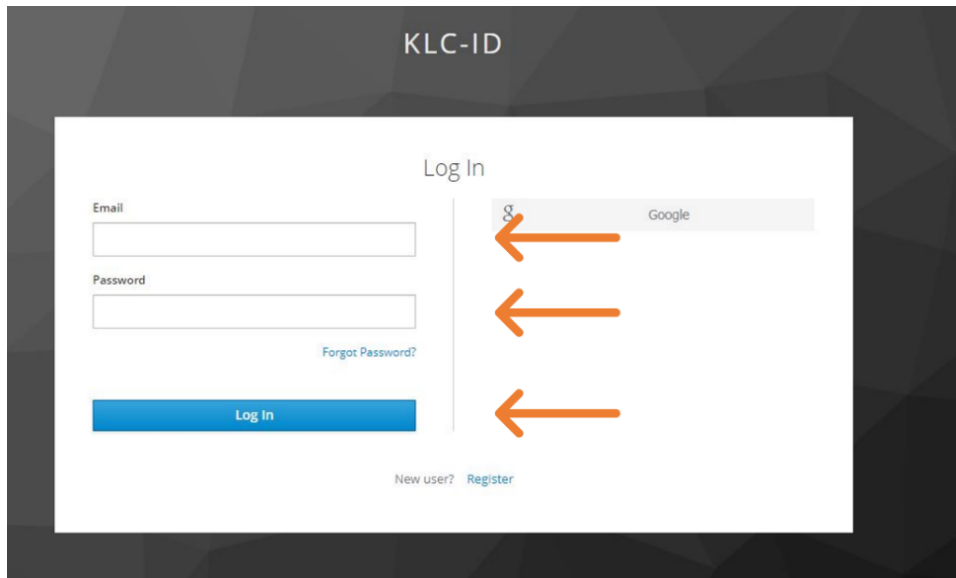 KLC-ID
Log In
Email
Password
Forgot Password?
Log In
g Google
New user? Register